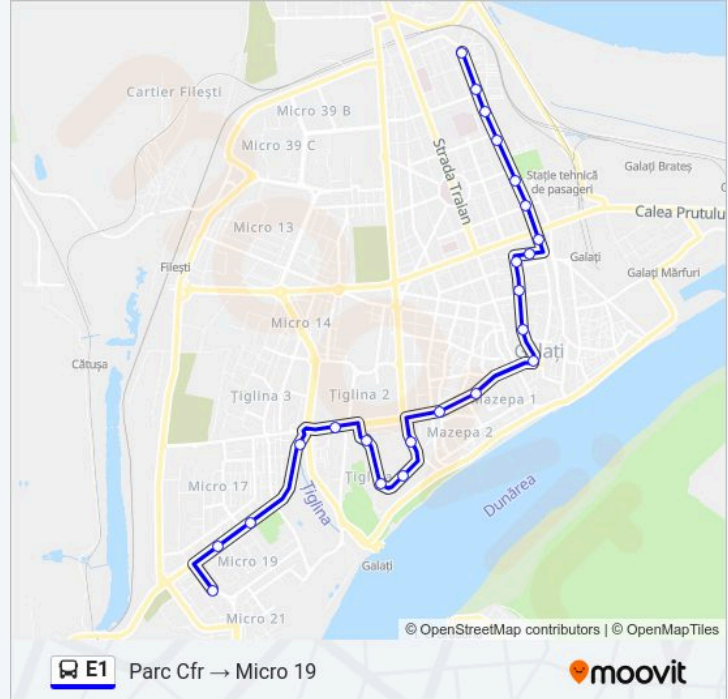 Cartier Filești
Micro 39 B
Micro 39 C
Strada Traian
Stație tehnică
de pasageri
Galați Brateș
Calea Prutulu
Micro 13
Filești
Galați
Galați Mărfuri
Micro 14
Cătușa
Galați
Țiglina 3
Țiglina 2
Mazepa 1
Mazepa 2
Micro 17
Țiglina
Dunărea
Micro 19
Galați
Micro 21
© OpenStreetMap contributors | © OpenMapTiles
E1 Parc Cfr → Micro 19
moovit